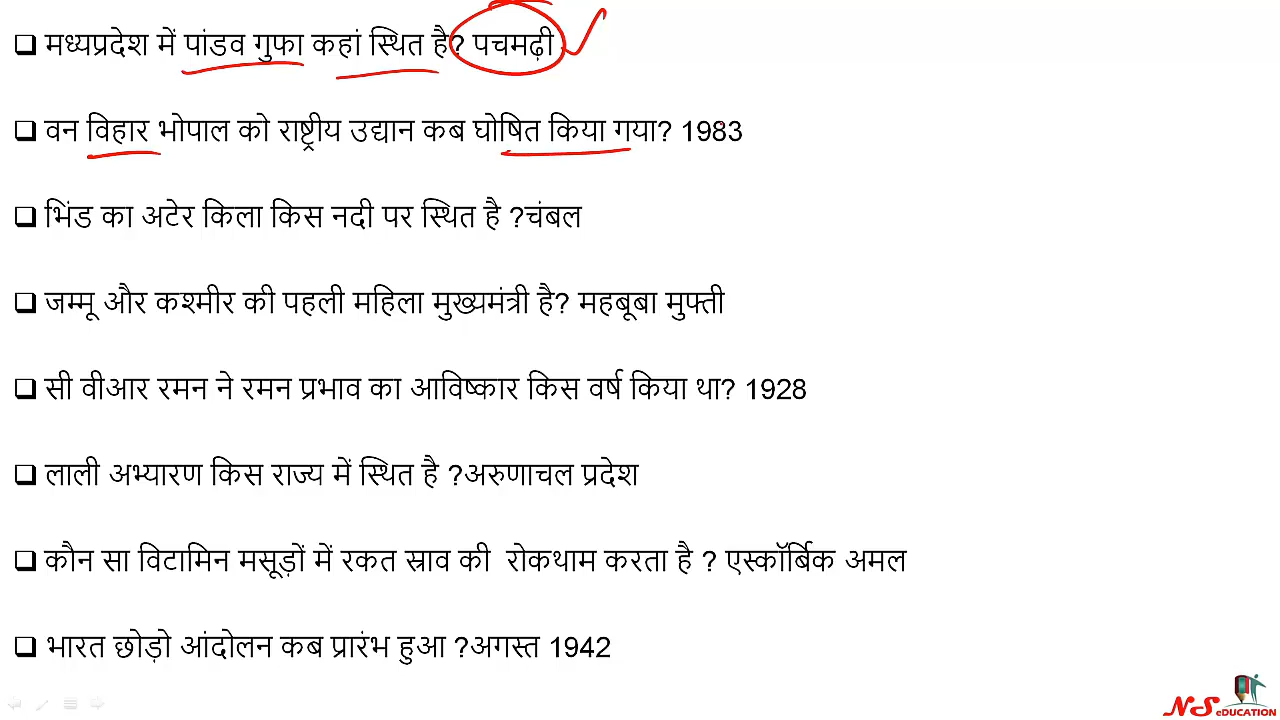 मध्यप्रदेश में पांडव गुफा कहां स्थित है? पचमढ़ी
वन विहार भोपाल को राष्ट्रीय उद्यान कब घोषित किया गया? 1983
भिंड का अटेर किला किस नदी पर स्थित है ?चंबल
जम्मू और कश्मीर की पहली महिला मुख्यमंत्री है? महबूबा मुफ्ती
सी वीआर रमन ने रमन प्रभाव का आविष्कार किस वर्ष किया था? 1928
लाली अभ्यारण किस राज्य में स्थित है ?अरुणाचल प्रदेश
कौन सा विटामिन मसूड़ों में रकत स्राव की रोकथाम करता है ? एस्कॉर्बिक अमल
भारत छोड़ो आंदोलन कब प्रारंभ हुआ ?अगस्त 1942
NS eDUCATION